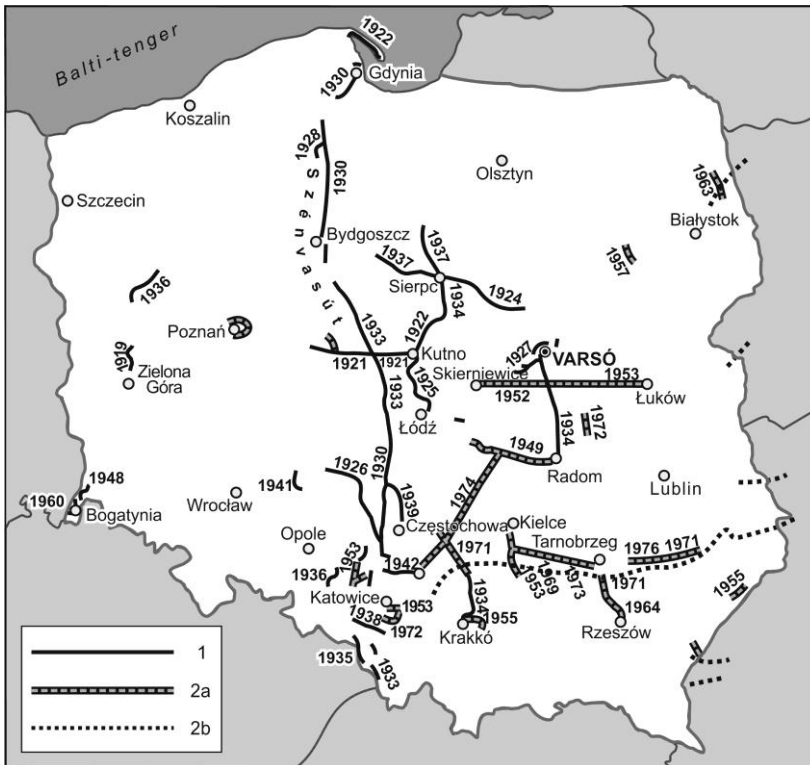 Balti-tenger
1922
Gdynia
1930
Koszalin
1928
1930
Szénvasút
Olsztyn
Szczecin
1963
Białystok
Bydgoszcz
1937
1937
Sierpc
1957
1936
1934
1924
Poznań
1933
1922
1921
1921
Kutno
1927
VARSÓ
Skierniewice
1952
1953
Łuków
Zielona
Góra
1933
1925
Łódź
1934
1972
1949
Radom
1948
1960
Bogatynia
Wrocław
1941
1926
1930
1939
1974
Lublin
Częstochowa
Kielce
Opole
1953
1936
1942
1971
Tarnobrzeg
1976
1971
1953
1969
1973
1971
1955
Katowice
1953
1938
1972
1934
1955
Krakkó
1964
Rzeszów
1935
1933
1
2a
2b